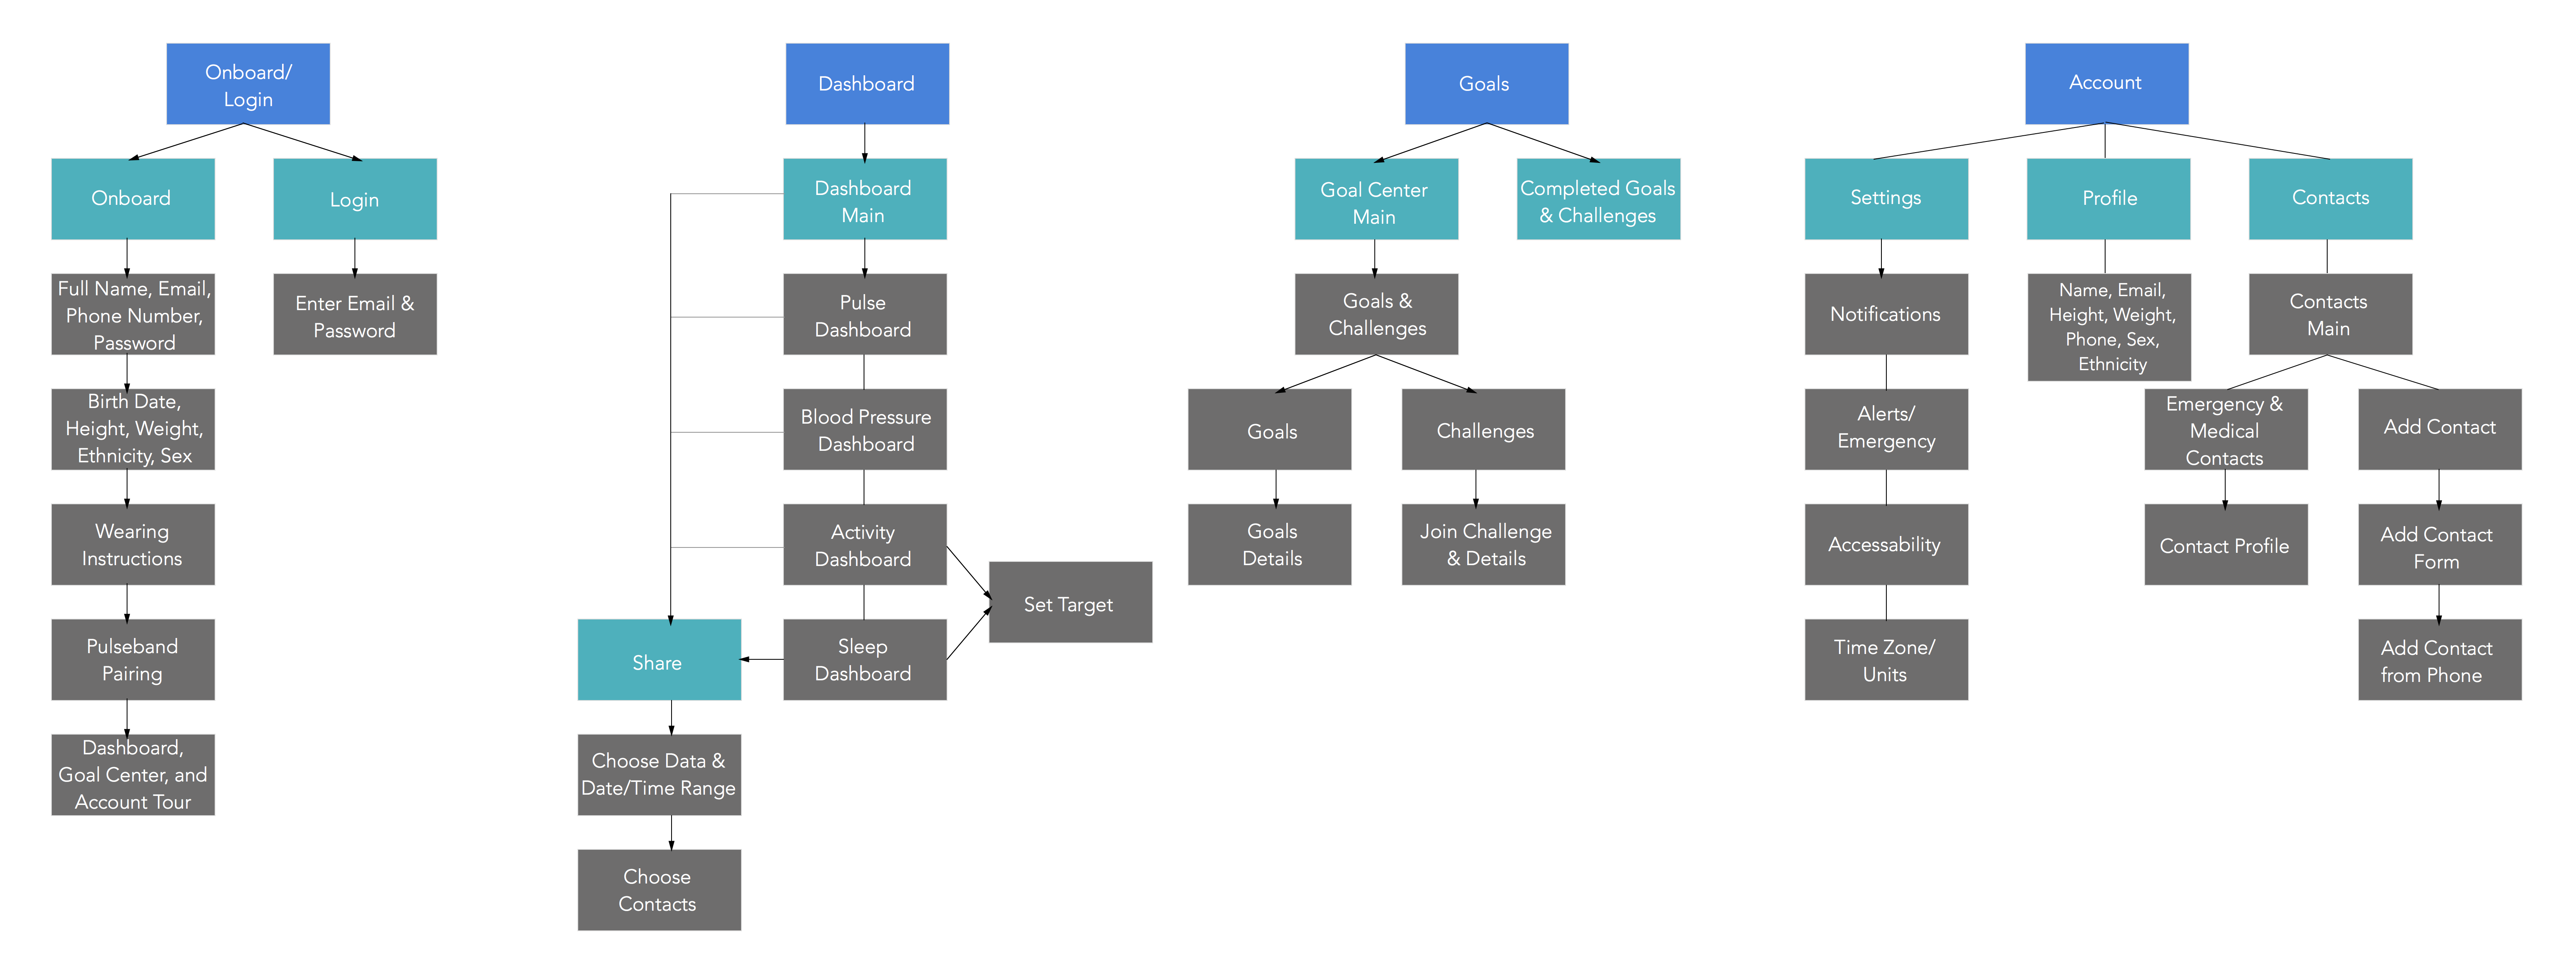 Onboard/
Login
Onboard
Login
Full Name, Email,
Phone Number,
Password
Enter Email &
Password
Birth Date,
Height, Weight,
Ethnicity, Sex
Wearing
Instructions
Pulseband
Pairing
Dashboard,
Goal Center, and
Account Tour
Dashboard
Dashboard
Main
Pulse
Dashboard
Blood Pressure
Dashboard
Activity
Dashboard
Sleep
Dashboard
Set Target
Share
Choose Data &
Date/Time Range
Choose
Contacts
Goals
Goal Center
Main
Completed Goals
& Challenges
Goals &
Challenges
Goals
Challenges
Goals
Details
Join Challenge
& Details
Account
Settings
Profile
Contacts
Notifications
Alerts/
Emergency
Accessability
Time Zone/
Units
Name, Email,
Height, Weight,
Phone, Sex,
Ethnicity
Contacts
Main
Emergency &
Medical
Contacts
Contact Profile
Add Contact
Add Contact
Form
Add Contact
from Phone